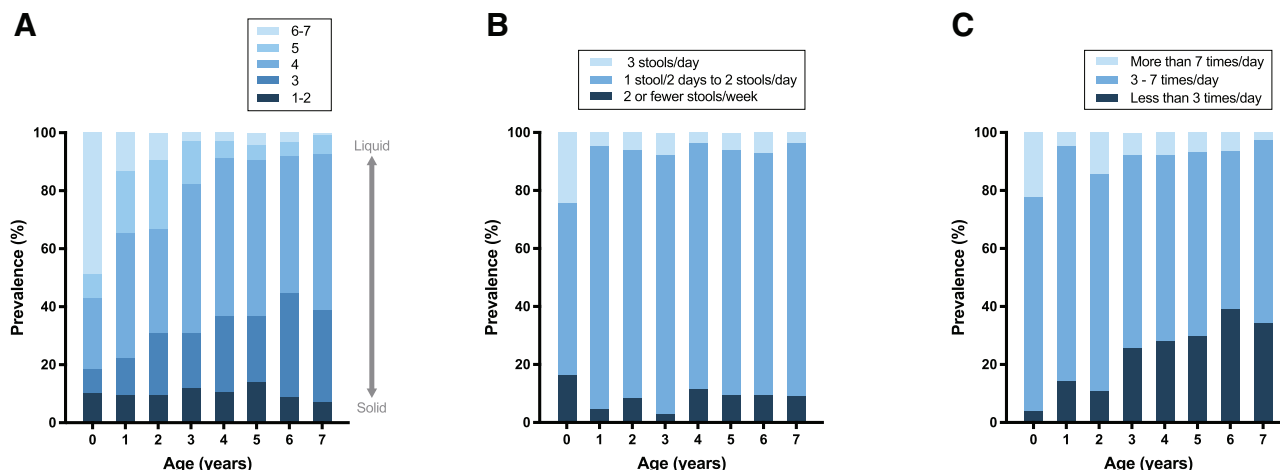 A
6-7
5
4
3
1-2
Prevalence (%)
100
80
60
40
20
0
0 1 2 3 4 5 6 7
Age (years)
Liquid
Solid
B
3 stools/day
1 stool/2 days to 2 stools/day
2 or fewer stools/week
Prevalence (%)
100
80
60
40
20
0
0 1 2 3 4 5 6 7
Age (years)
C
More than 7 times/day
3 - 7 times/day
Less than 3 times/day
Prevalence (%)
100
80
60
40
20
0
0 1 2 3 4 5 6 7
Age (years)